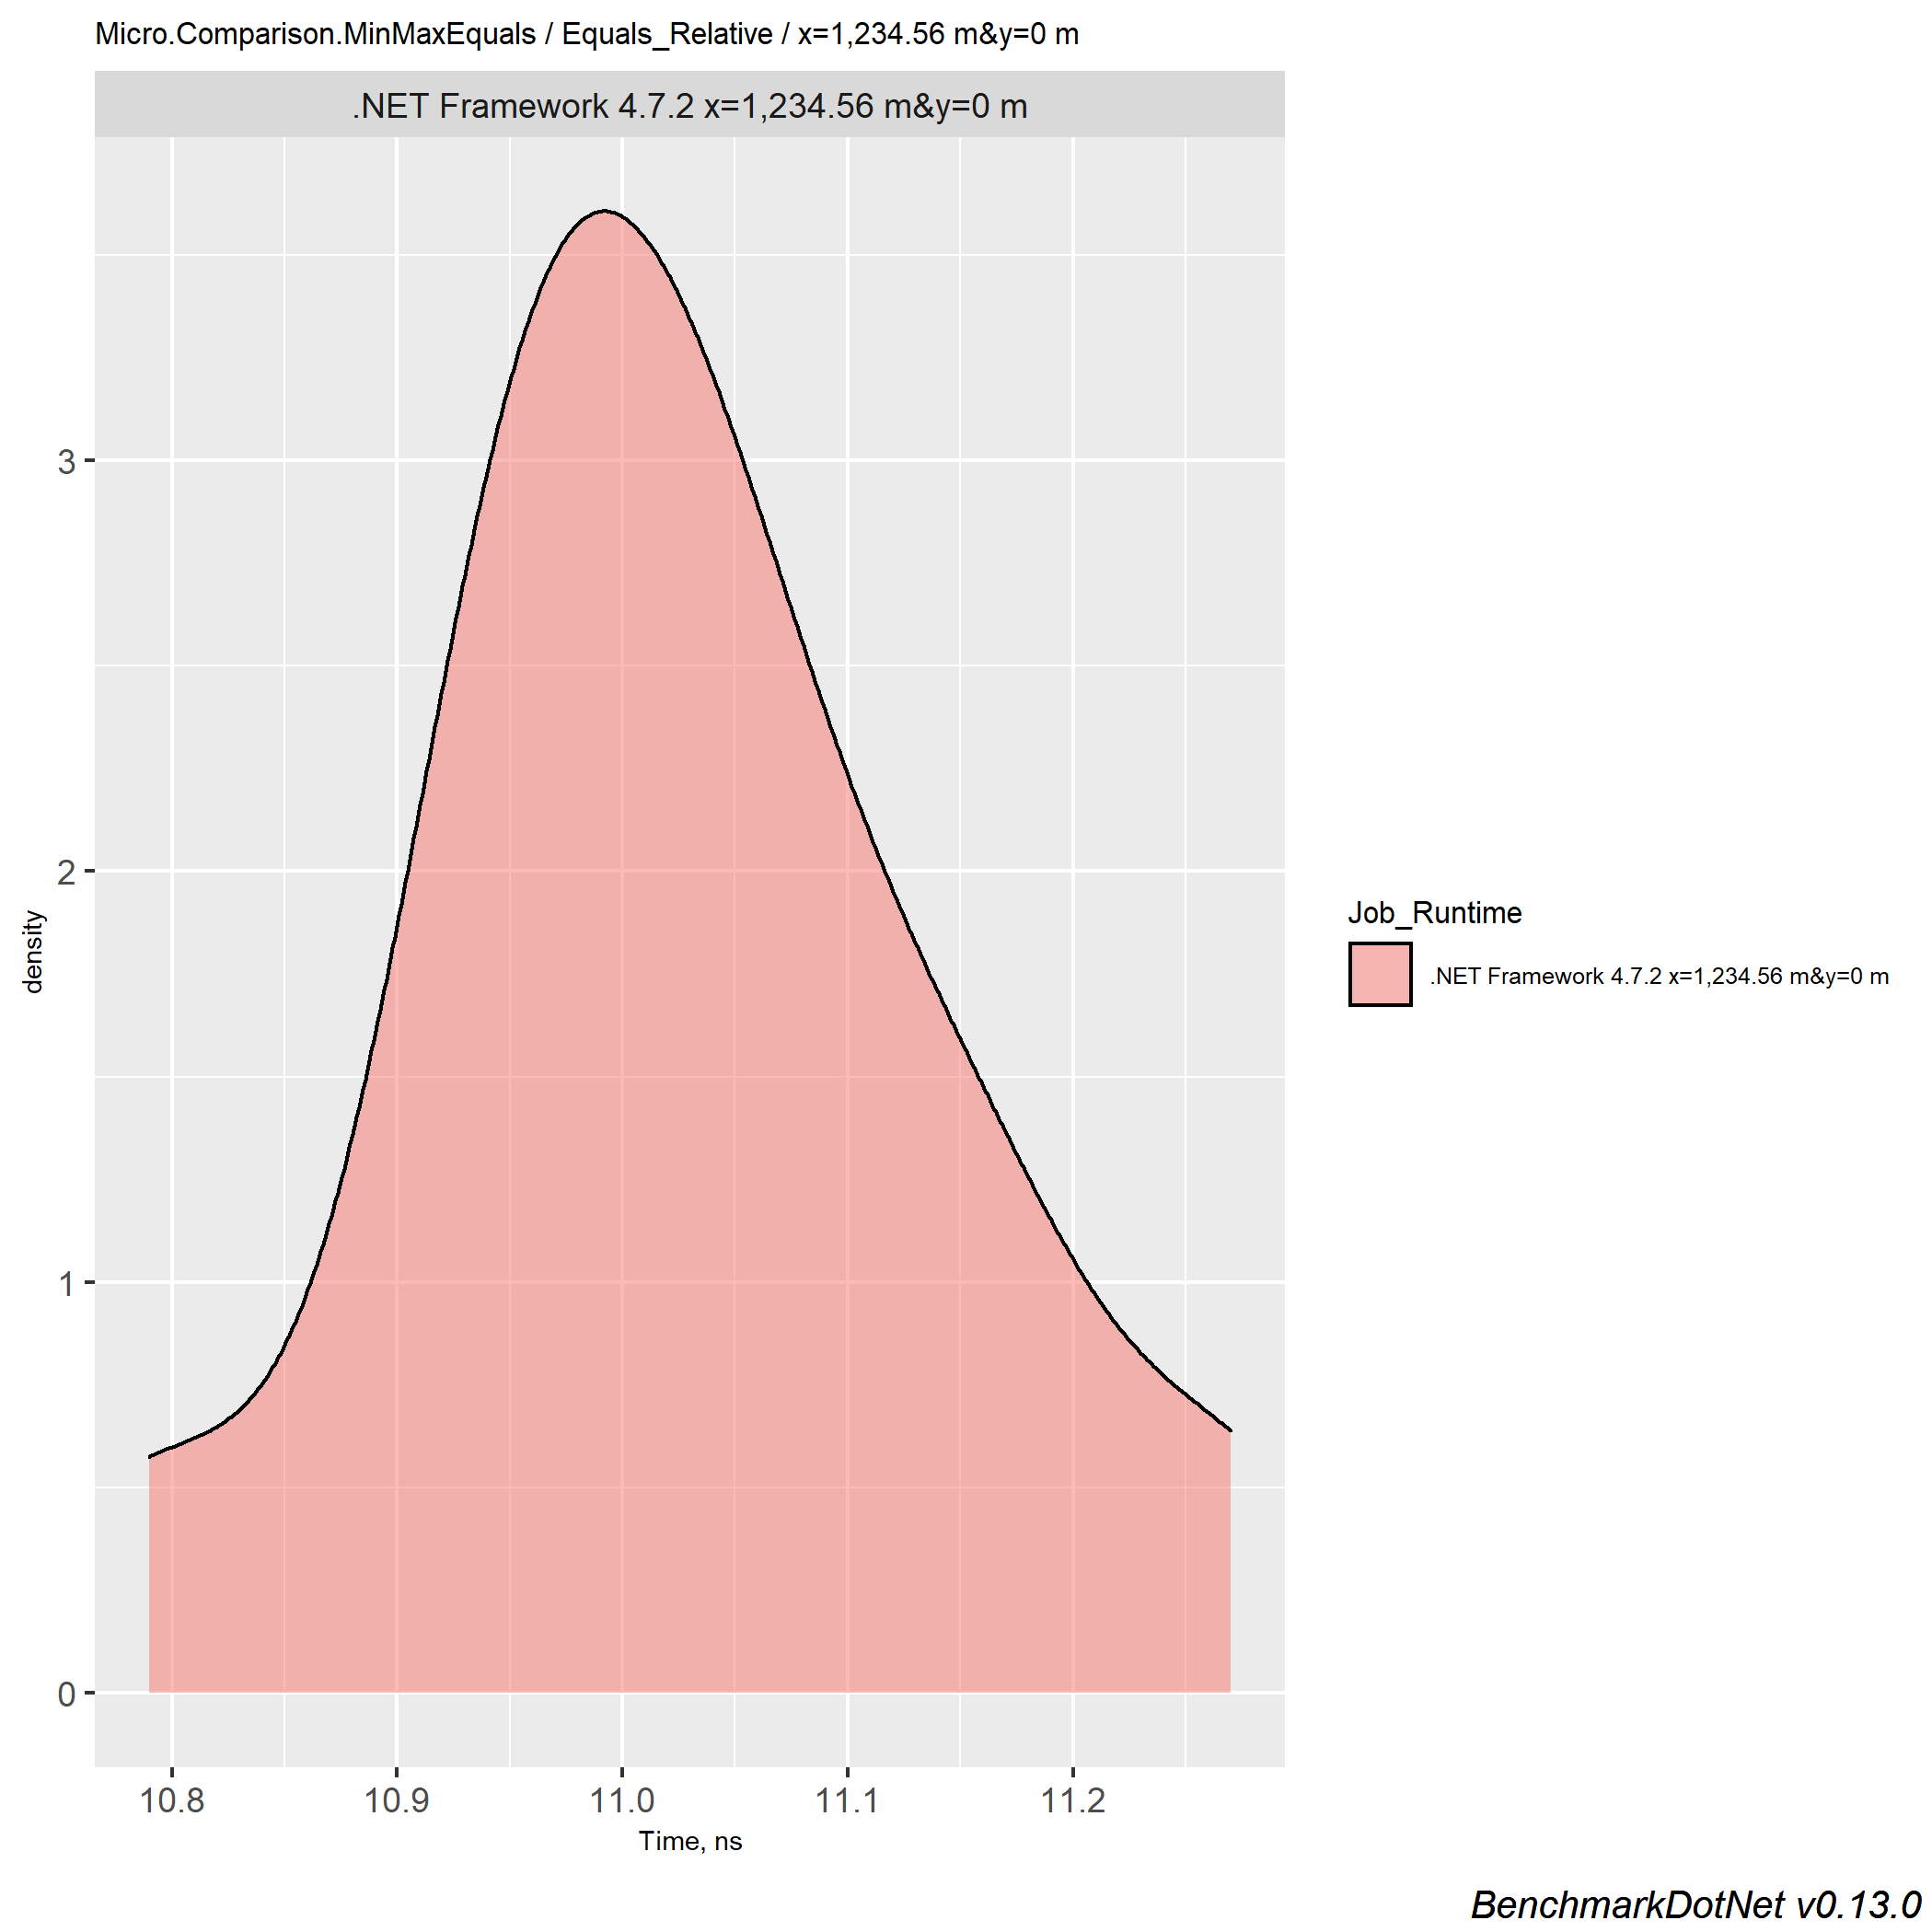 Micro.Comparison.MinMaxEquals / Equals_Relative / x=1,234.56 m&y=0 m
.NET Framework 4.7.2 x=1,234.56 m&y=0 m
3
2
1
0
density
10.8 10.9 11.0 11.1 11.2
Time, ns
Job_Runtime
.NET Framework 4.7.2 x=1,234.56 m&y=0 m
BenchmarkDotNet v0.13.0